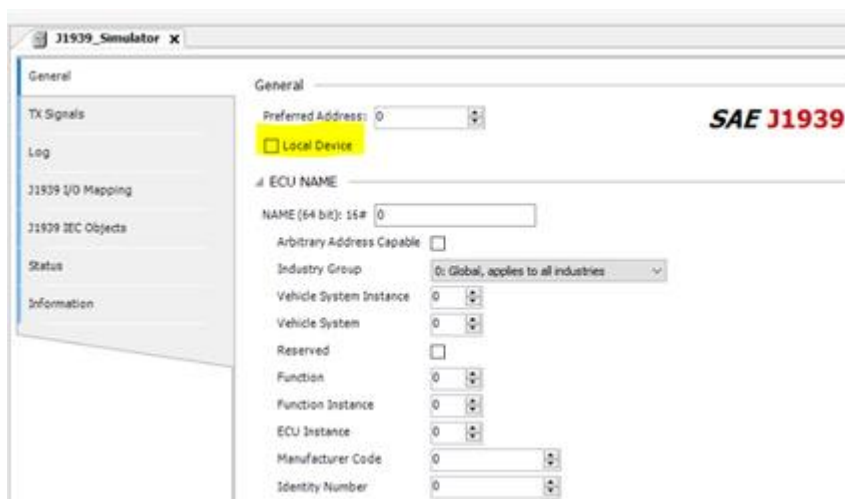 J1939_Simulator x
General
TX Signals
Log
J1939 I/O Mapping
J1939 IEC Objects
Status
Information
General
Preferred Address: 0
SAE J1939
Local Device
ECU NAME
NAME (64 bit): 16# 0
Arbitrary Address Capable
Industry Group 0: Global, applies to all industries
Vehicle System Instance 0
Vehicle System 0
Reserved
Function 0
Function Instance 0
ECU Instance 0
Manufacturer Code 0
Identity Number 0